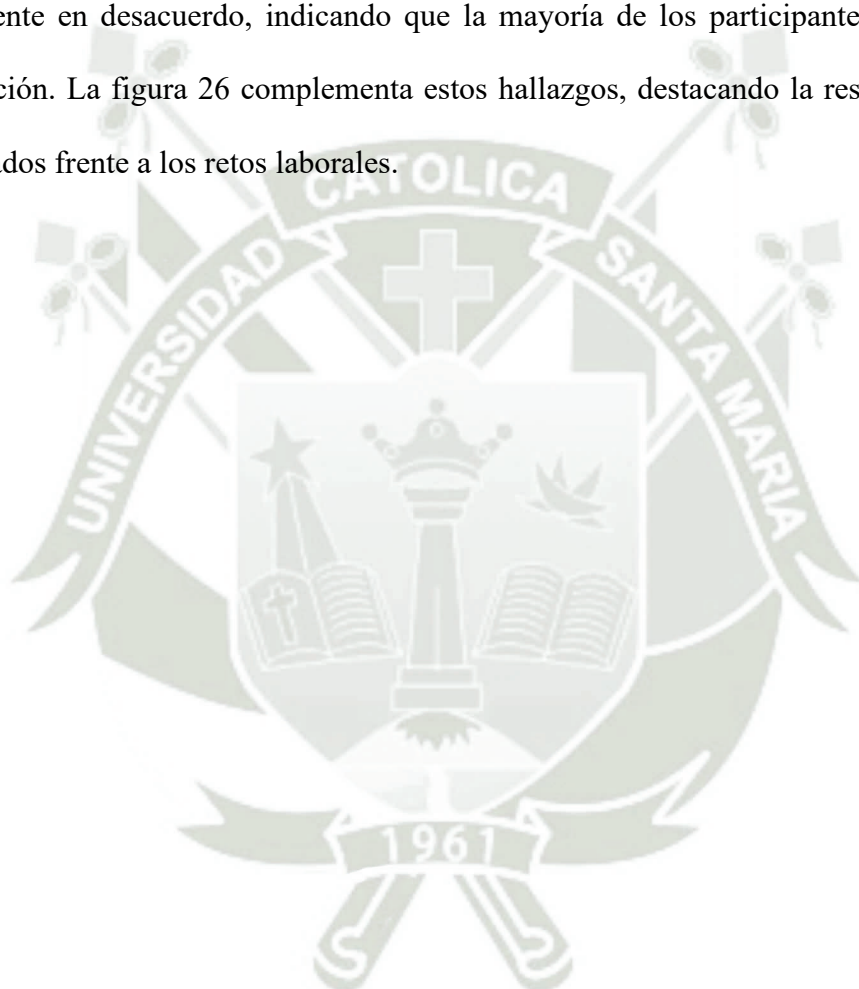 ente en desacuerdo, indicando que la mayoría de los participante
ción. La figura 26 complementa estos hallazgos, destacando la res
ados frente a los retos laborales.
UNIVERSIDAD CATOLICA SANTA MARIA
1961